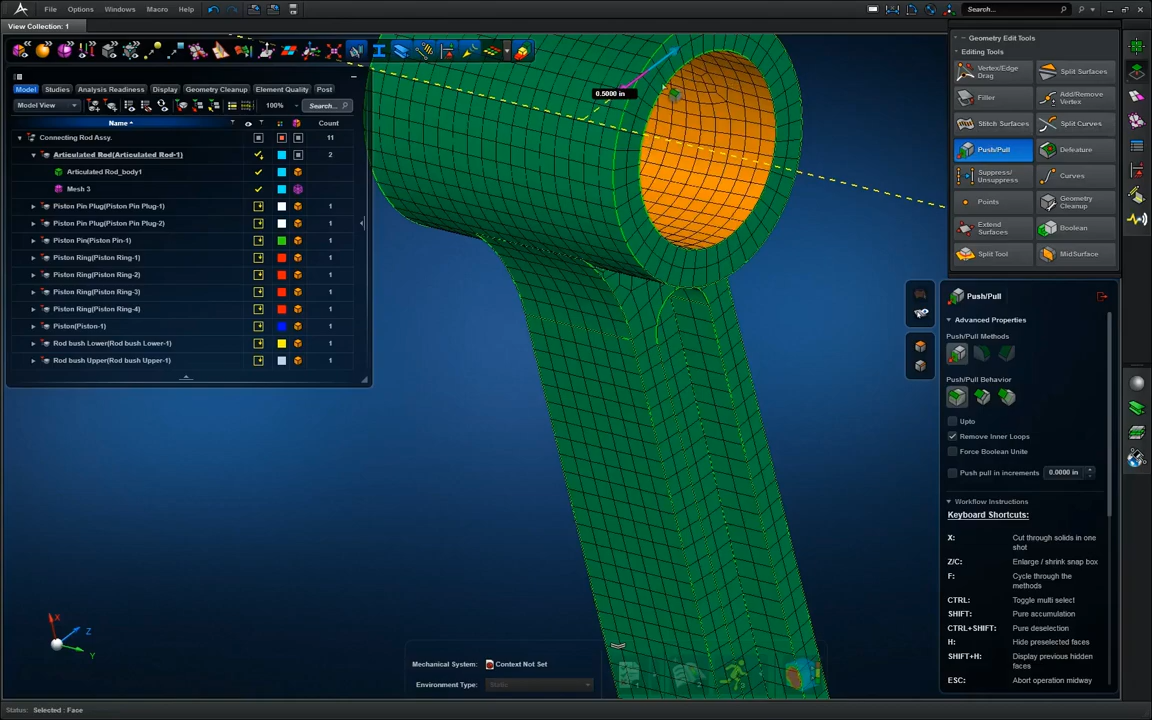 File Options Windows Macro Help
Search...
View Collection: 1
Geometry Edit Tools
Editing Tools
Vertex/Edge
Drag
Split Surfaces
Filler
Add/Remove
Vertex
Stitch Surfaces
Split Curves
Push/Pull
Defeature
Suppress/
Unsuppress
Curves
Points
Geometry
Cleanup
Extend
Surfaces
Boolean
Split Tool
MidSurface
Model Studies Analysis Readiness Display Geometry Edit Element Quality Post
Model View
100%
Search...
Name
Count
Connecting Rod Assy. 11
Articulated Rod(Articulated Rod-1) 2
Articulated Rod_body1
Mesh 3
Piston Pin Plug(Piston Pin Plug-1) 1
Piston Pin Plug(Piston Pin Plug-2) 1
Piston Pin(Piston Pin-1) 1
Piston Ring(Piston Ring-1) 1
Piston Ring(Piston Ring-2) 1
Piston Ring(Piston Ring-3) 1
Piston Ring(Piston Ring-4) 1
Piston(Piston-1) 1
Rod bush Lower(Rod bush Lower-1) 1
Rod bush Upper(Rod bush Upper-1) 1
0.5000 in
Push/Pull
Advanced Properties
Push/Pull Methods
Push/Pull Behavior
Upto
Remove Inner Loops
Force Boolean Unite
Push pull in increments 0.0000 in
Workflow Instructions
Keyboard Shortcuts:
X: Cut through solids in one
shot
Z/C: Enlarge / shrink snap box
F: Cycle through the
methods
CTRL: Toggle multi select
SHIFT: Pure accumulation
CTRL+SHIFT: Pure deselection
H: Hide preselected faces
SHIFT+H: Display previous hidden
faces
ESC: Abort operation midway
X
Z
Y
Mechanical System: Context Not Set
Environment Type: Static
Status: Selected : Face